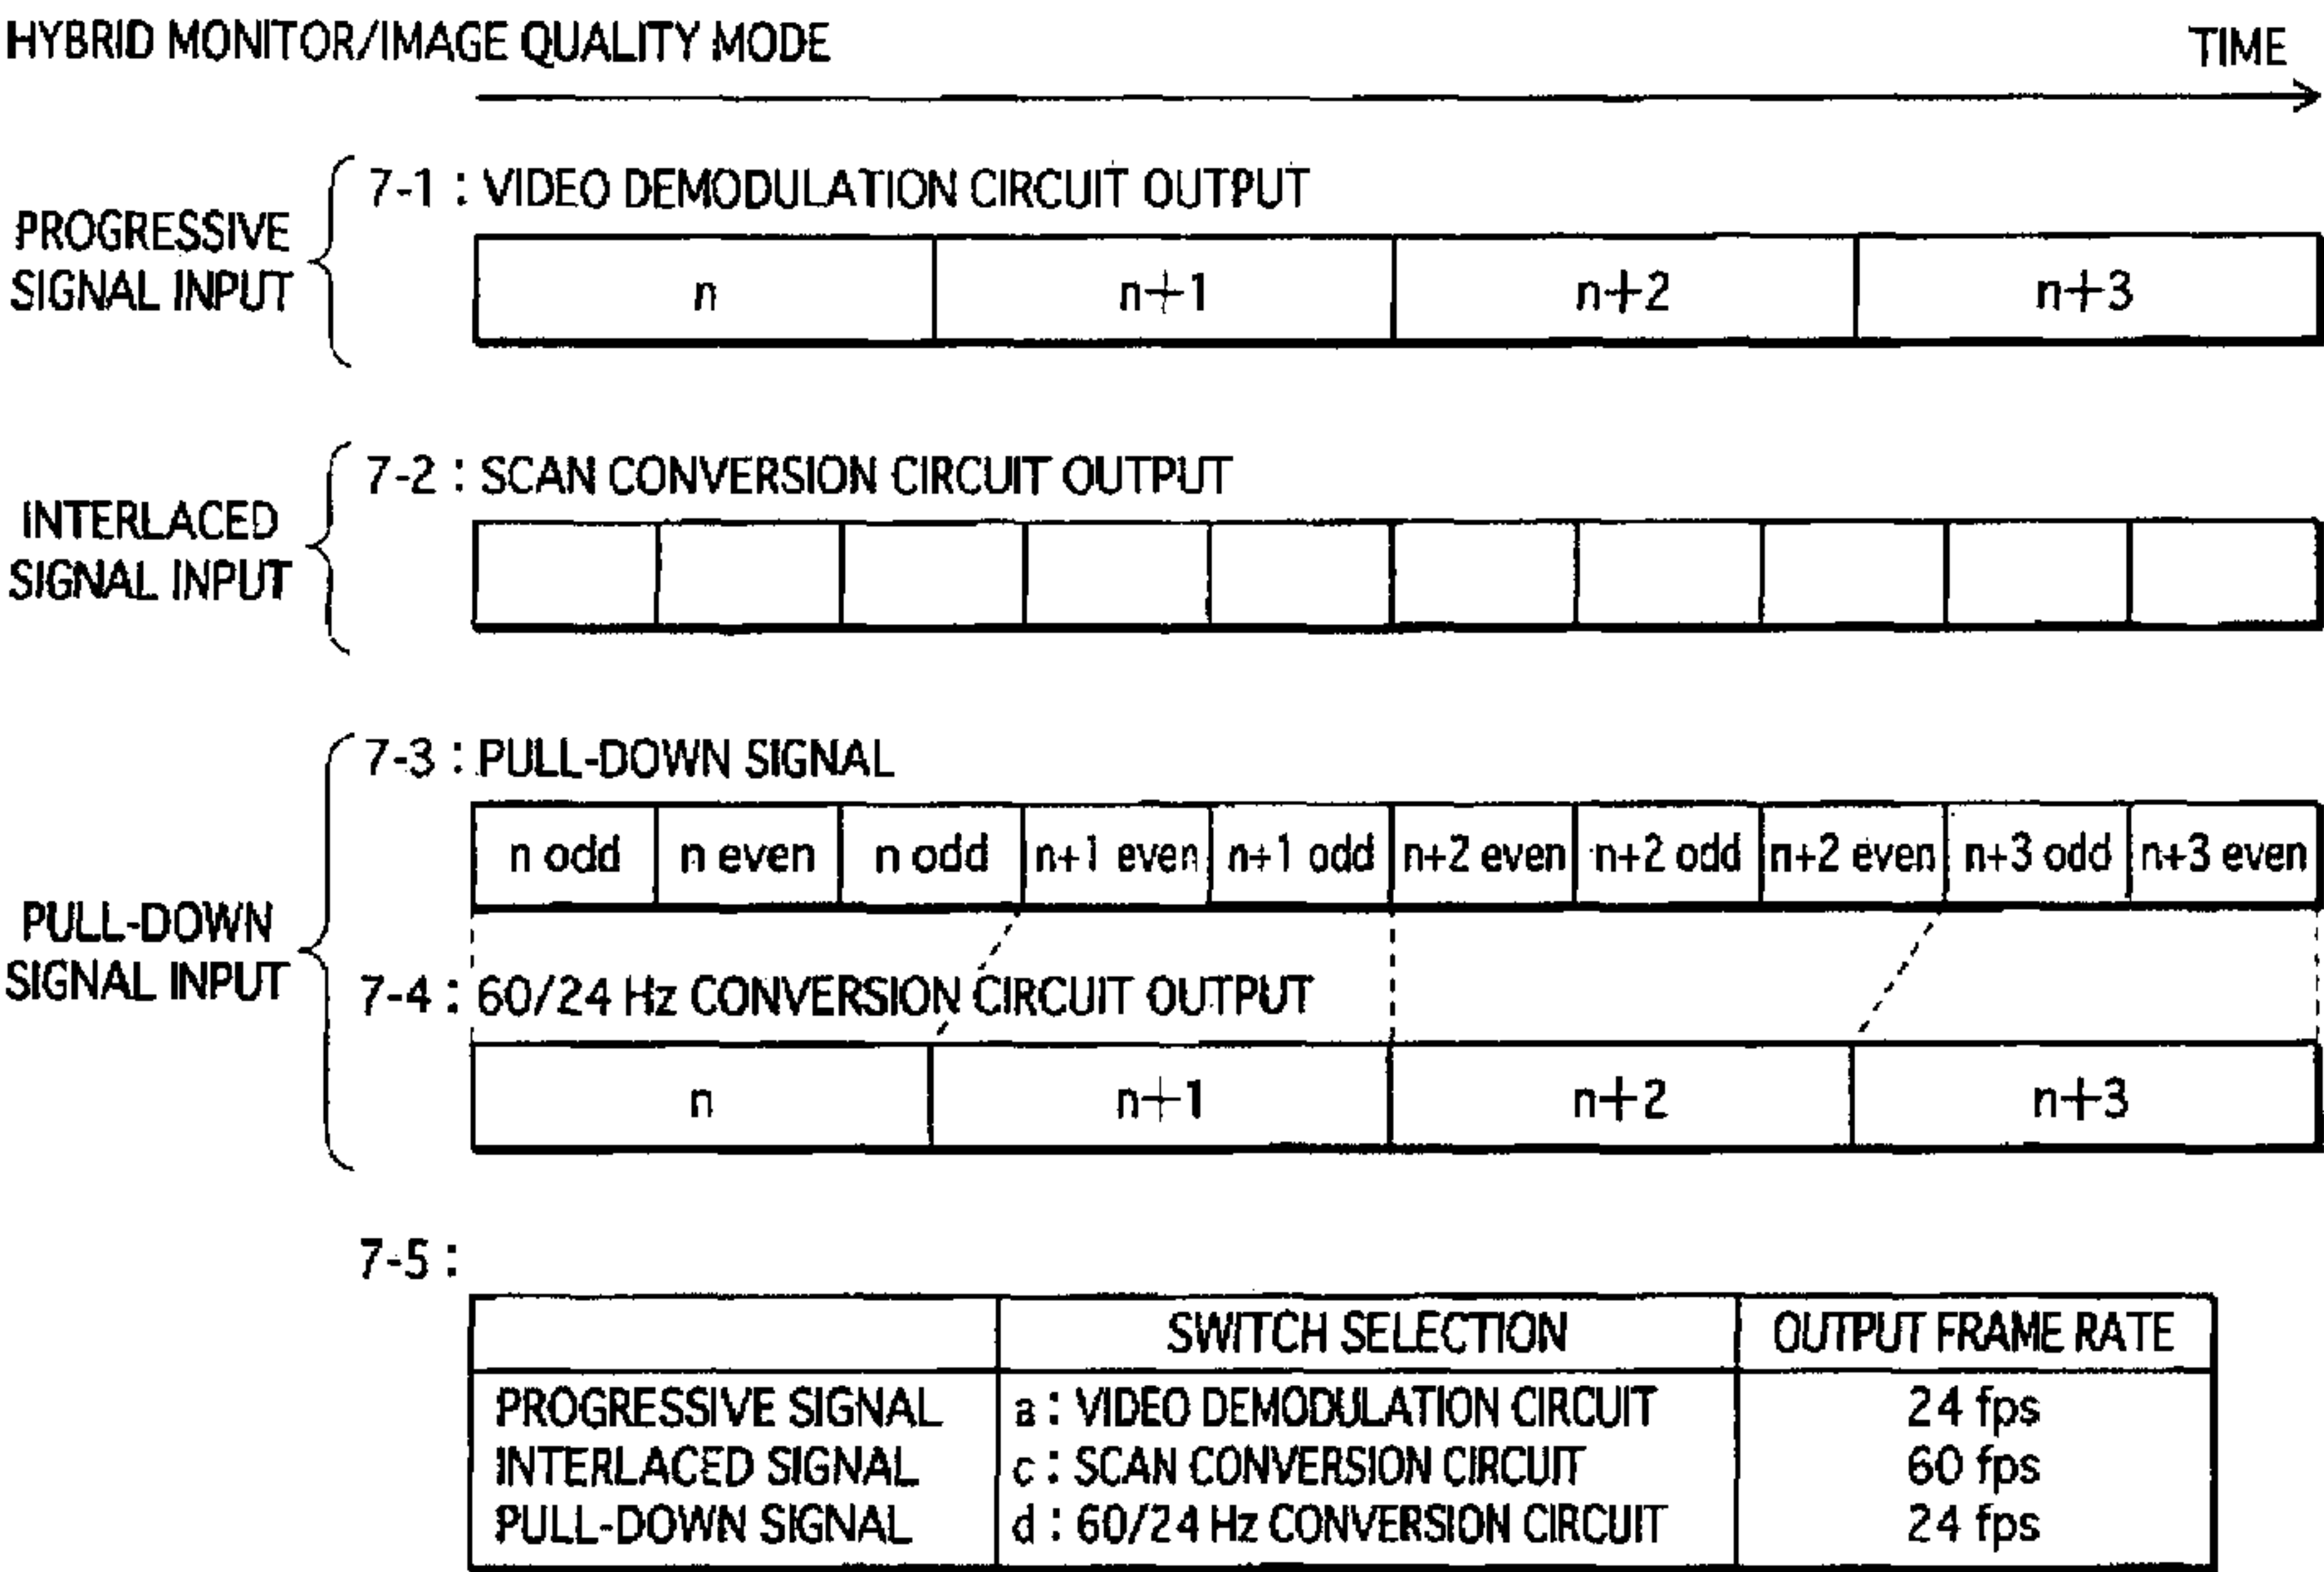 HYBRID MONITOR/IMAGE QUALITY MODE
TIME
PROGRESSIVE
SIGNAL INPUT
7-1 : VIDEO DEMODULATION CIRCUIT OUTPUT
n n+1 n+2 n+3
INTERLACED
SIGNAL INPUT
7-2 : SCAN CONVERSION CIRCUIT OUTPUT
PULL-DOWN
SIGNAL INPUT
7-3 : PULL-DOWN SIGNAL
n odd n even n odd n+1 even n+1 odd n+2 even n+2 odd n+2 even n+3 odd n+3 even
7-4 : 60/24 Hz CONVERSION CIRCUIT OUTPUT
n n+1 n+2 n+3
7-5 :
SWITCH SELECTION OUTPUT FRAME RATE
PROGRESSIVE SIGNAL a : VIDEO DEMODULATION CIRCUIT 24 fps
INTERLACED SIGNAL c : SCAN CONVERSION CIRCUIT 60 fps
PULL-DOWN SIGNAL d : 60/24 Hz CONVERSION CIRCUIT 24 fps